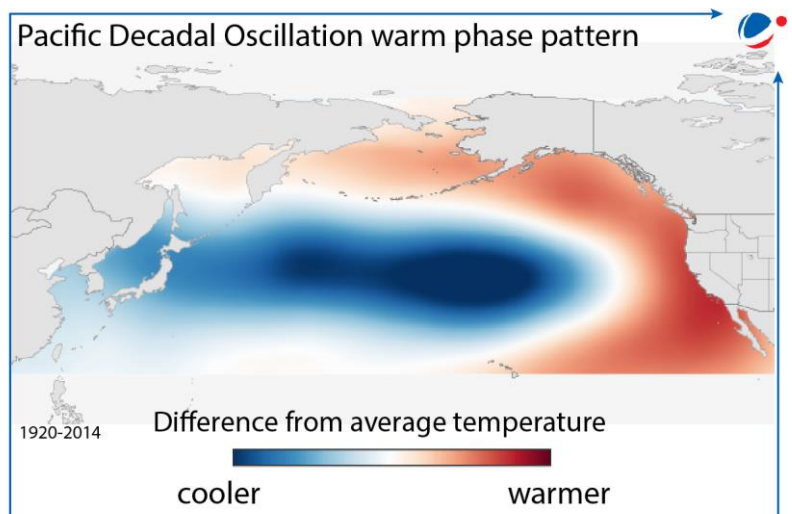 Pacific Decadal Oscillation warm phase pattern
1920-2014
Difference from average temperature
cooler
warmer